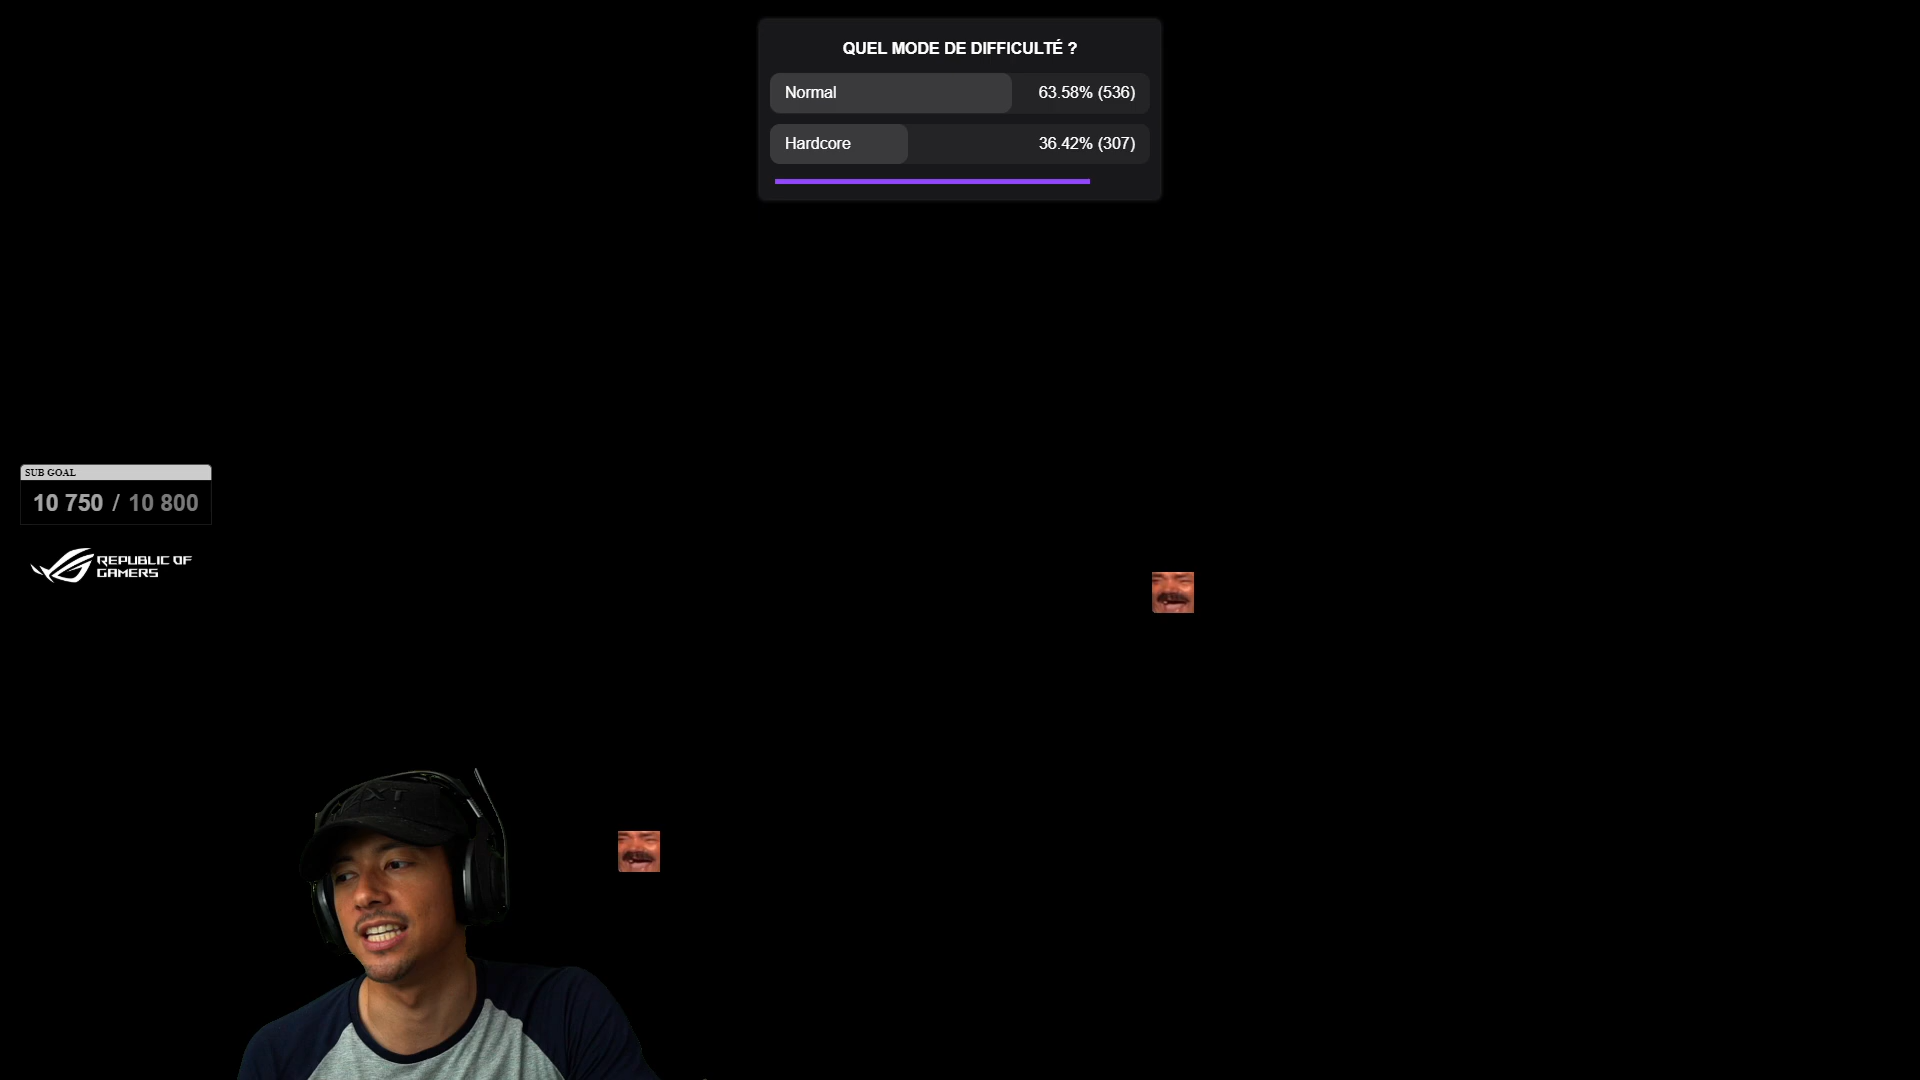 QUEL MODE DE DIFFICULTÉ ?
Normal 63.58% (536)
Hardcore 36.42% (307)
SUB GOAL
10 750 / 10 800
REPUBLIC OF
GAMERS